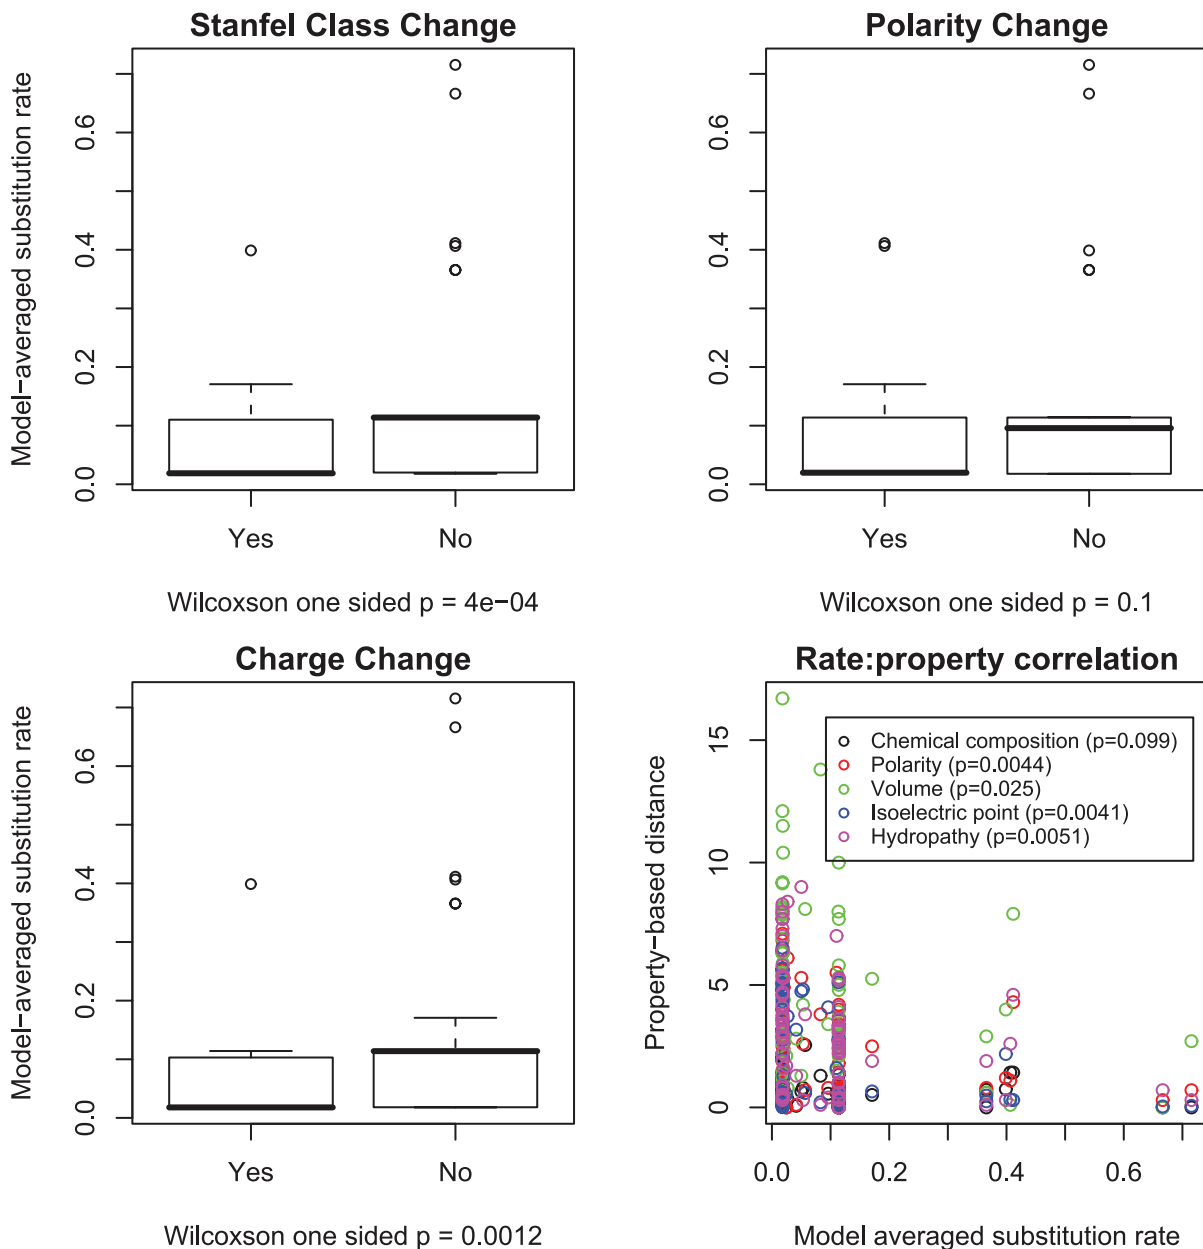 Stanfel Class Change
Model-averaged substitution rate
0.0
0.2
0.4
0.6
Yes
No
Wilcoxson one sided p = 4e-04
Polarity Change
0.0
0.2
0.4
0.6
Yes
No
Wilcoxson one sided p = 0.1
Charge Change
Model-averaged substitution rate
0.0
0.2
0.4
0.6
Yes
No
Wilcoxson one sided p = 0.0012
Rate:property correlation
Property-based distance
0
5
10
15
Chemical composition (p=0.099)
Polarity (p=0.0044)
Volume (p=0.025)
Isoelectric point (p=0.0041)
Hydropathy (p=0.0051)
0.0
0.2
0.4
0.6
Model averaged substitution rate